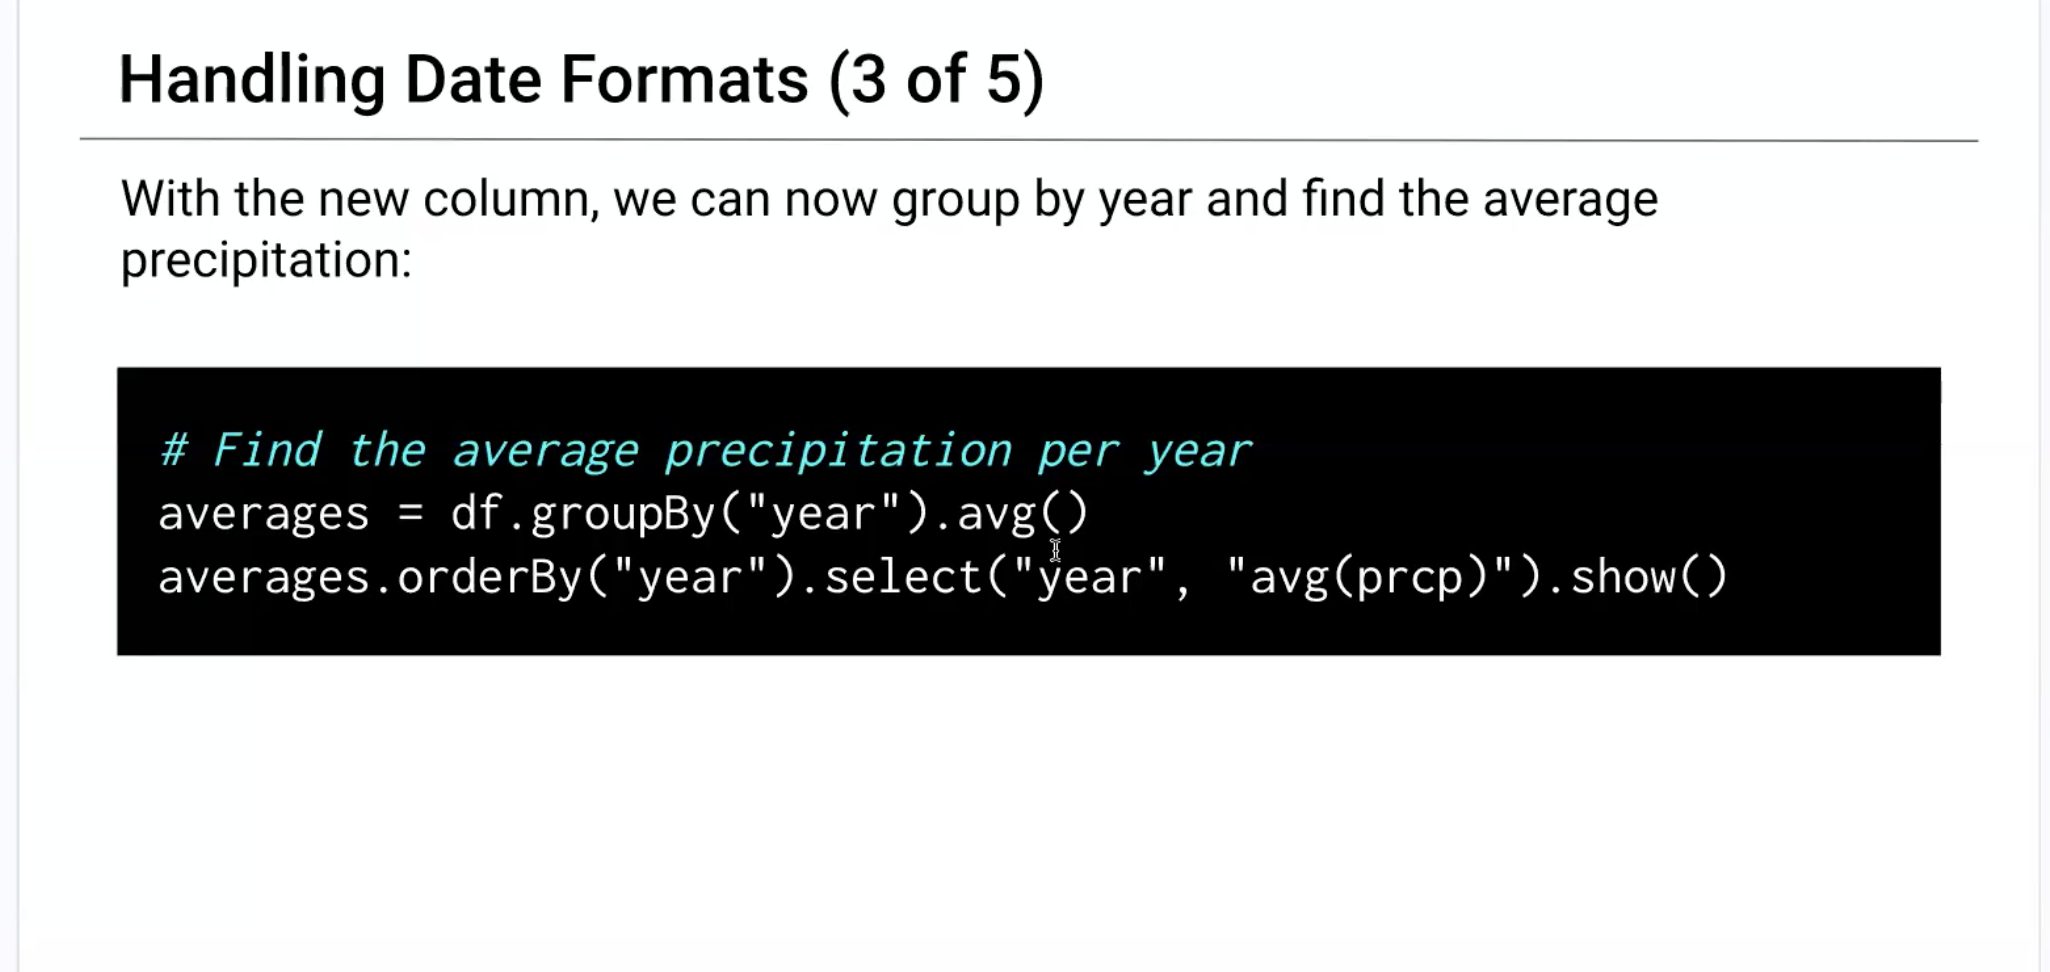 Handling Date Formats (3 of 5)
With the new column, we can now group by year and find the average
precipitation:
# Find the average precipitation per year
averages = df.groupBy("year").avg()
averages.orderBy("year").select("year", "avg(prcp)").show()